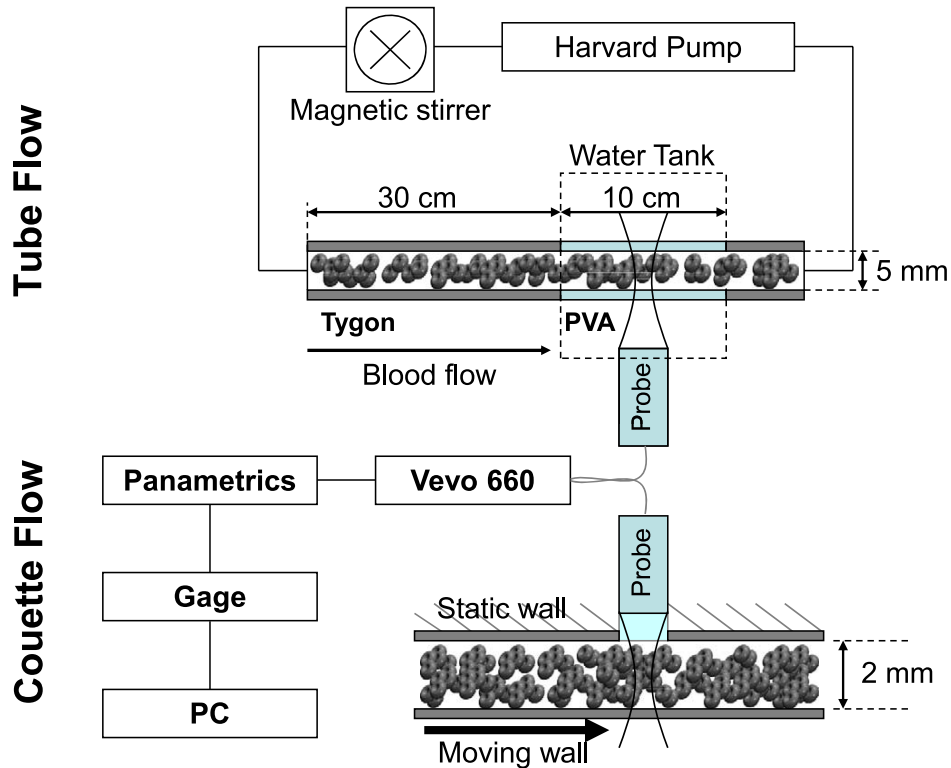 Tube Flow
Harvard Pump
Magnetic stirrer
Water Tank
30 cm
10 cm
5 mm
Tygon
PVA
Blood flow
Probe
Couette Flow
Panametrics
Vevo 660
Probe
Gage
Static wall
2 mm
PC
Moving wall